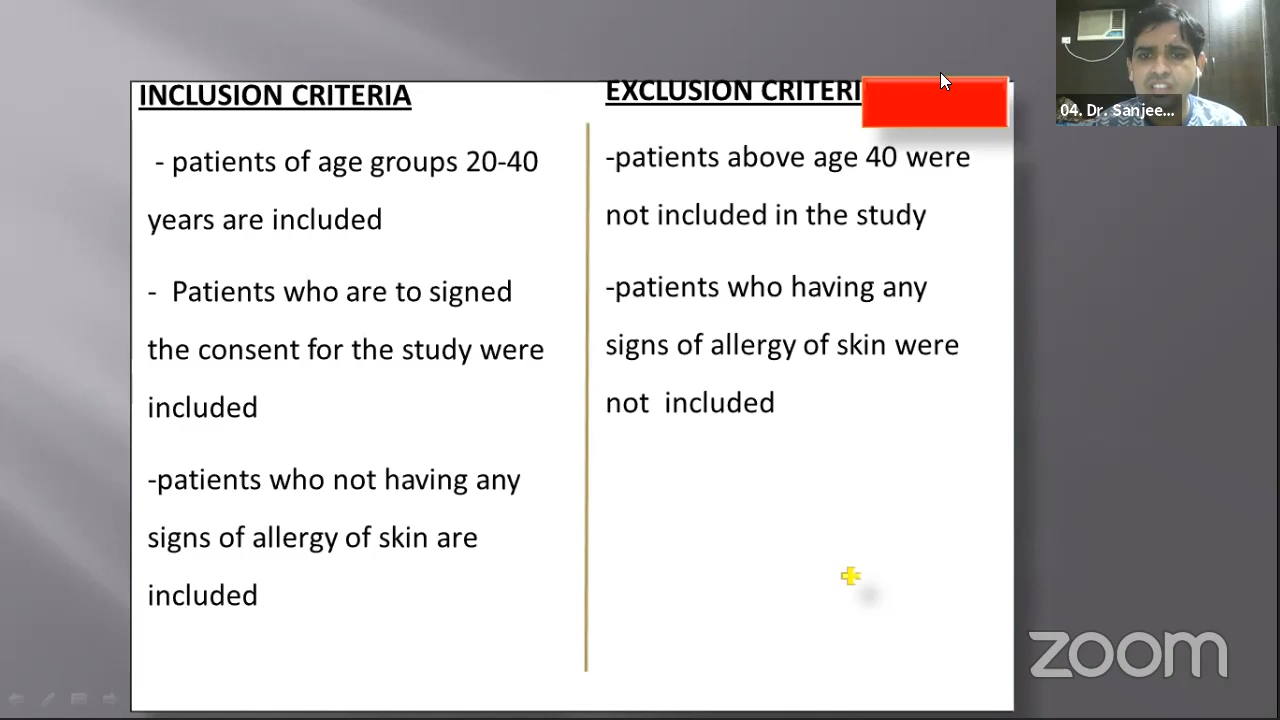 INCLUSION CRITERIA
- patients of age groups 20-40
years are included
- Patients who are to signed
the consent for the study were
included
-patients who not having any
signs of allergy of skin are
included
EXCLUSION CRITERI
-patients above age 40 were
not included in the study
-patients who having any
signs of allergy of skin were
not included
04. Dr. Sanjee...
zoom